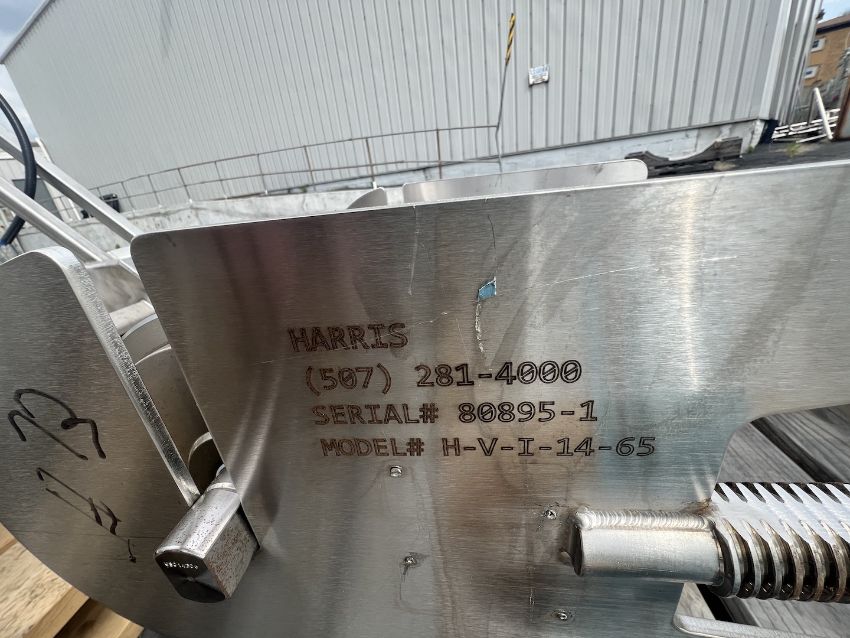 HARRIS
(507) 281-4000
SERIAL# 80895-1
MODEL# H-V-I-14-65